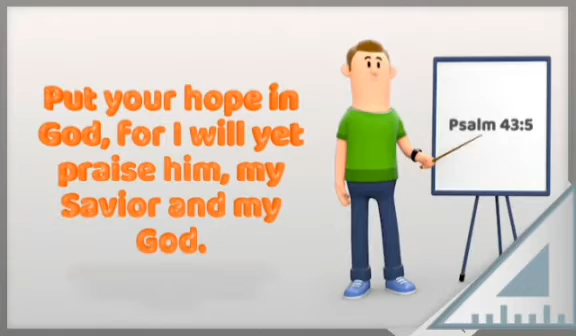 Put your hope in
God, for I will yet
praise him, my
Savior and my
God.
Psalm 43:5